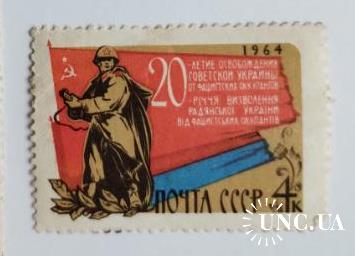 1964
20
-ЛЕТИЕ ОСВОБОЖДЕНИЯ
СОВЕТСКОЙ УКРАИНЫ
ОТ ФАШИСТСКИХ ОККУПАНТОВ
-РІЧЧЯ ВИЗВОЛЕННЯ
РАДЯНСЬКОЇ УКРАЇНИ
ВІД ФАШИСТСЬКИХ ОКУПАНТІВ
ПОЧТА СССР 4к
UNC.UA